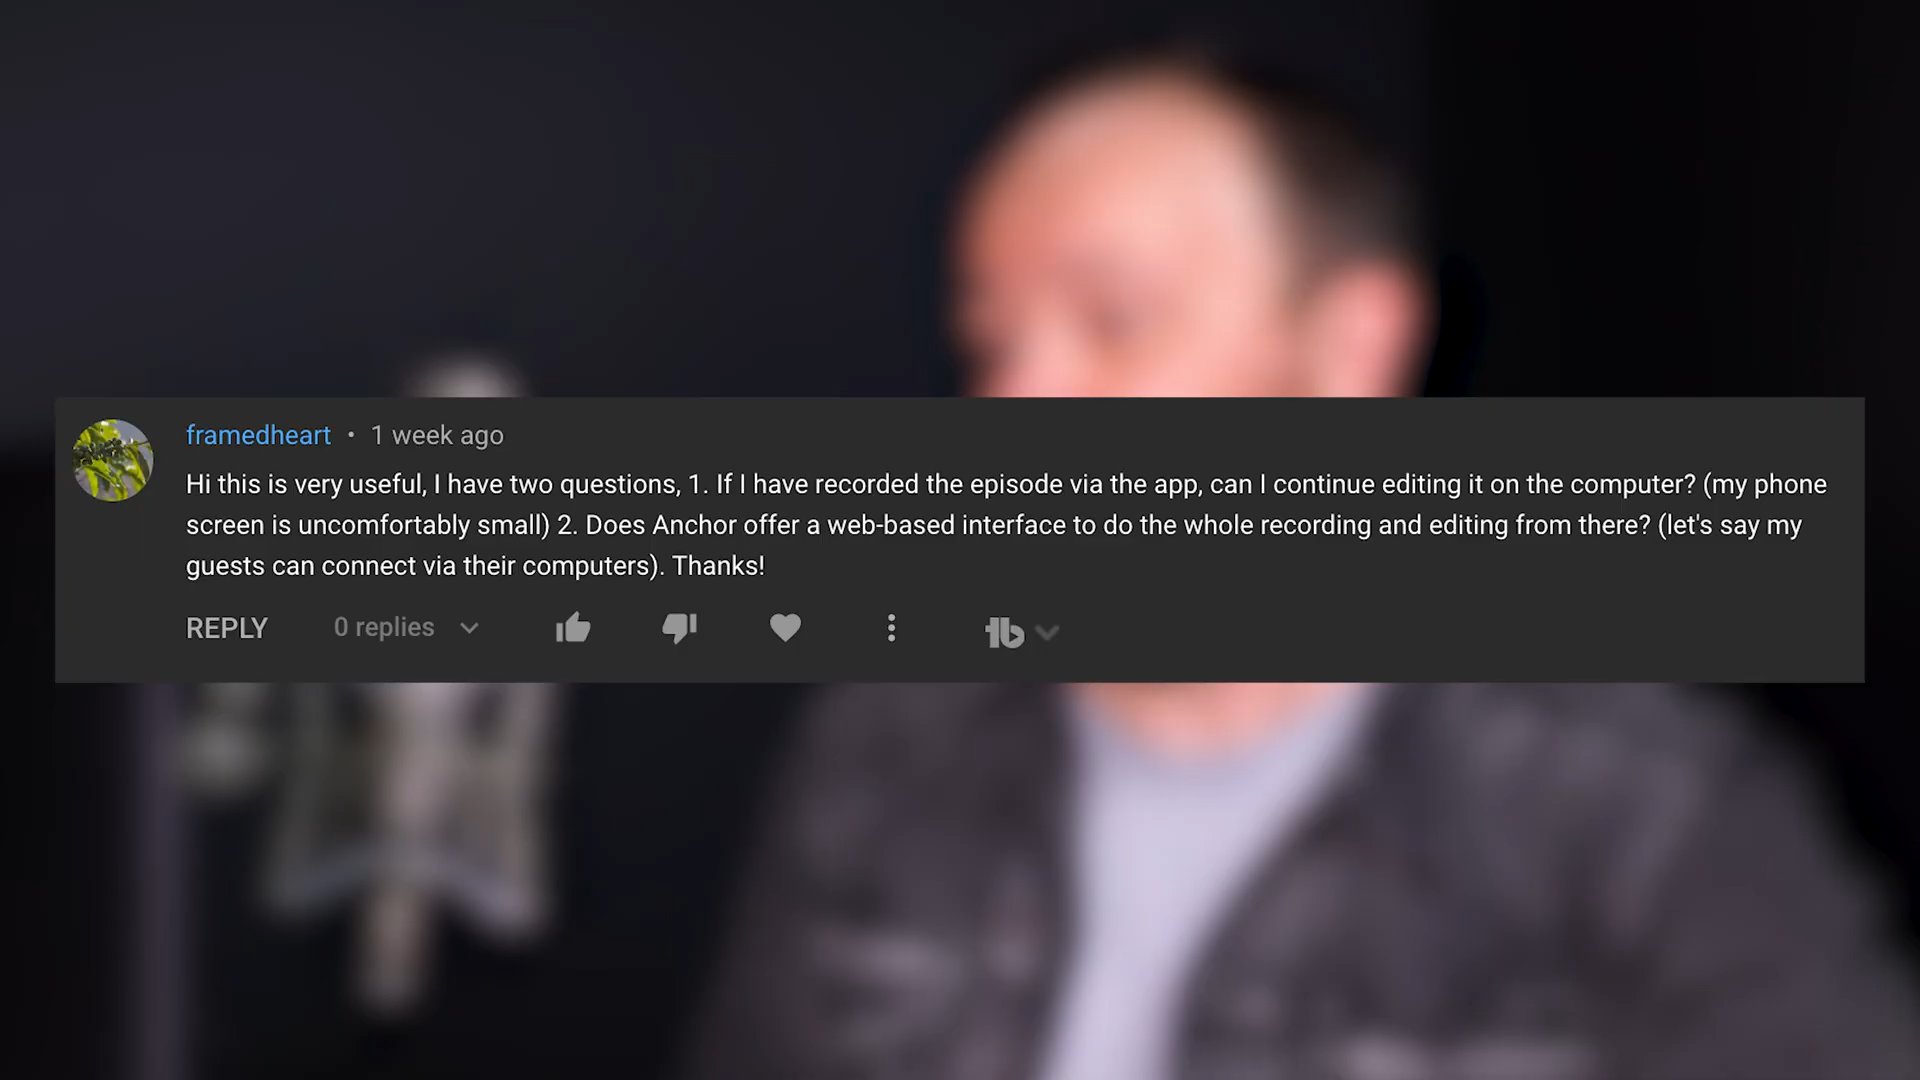 framedheart • 1 week ago
Hi this is very useful, I have two questions, 1. If I have recorded the episode via the app, can I continue editing it on the computer? (my phone
screen is uncomfortably small) 2. Does Anchor offer a web-based interface to do the whole recording and editing from there? (let's say my
guests can connect via their computers). Thanks!
REPLY 0 replies tb